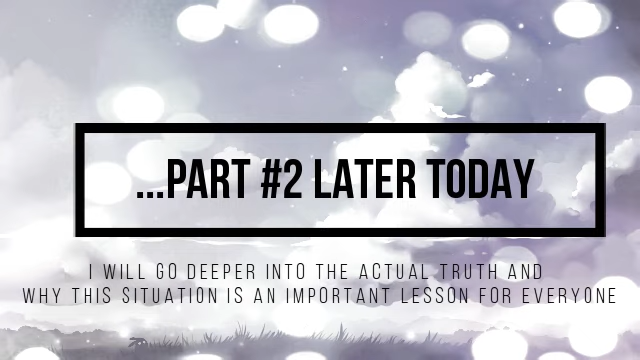 ...PART #2 LATER TODAY
I WILL GO DEEPER INTO THE ACTUAL TRUTH AND
WHY THIS SITUATION IS AN IMPORTANT LESSON FOR EVERYONE